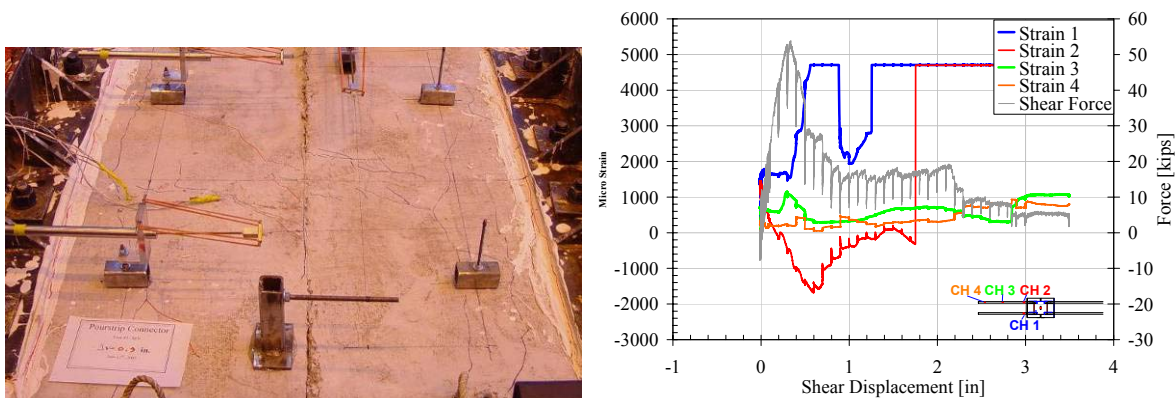 Pourstrip Connector
6000
5000
4000
3000
2000
1000
0
-1000
-2000
-3000
Micro Strain
60
50
40
30
20
10
0
-10
-20
-30
Force [kips]
Strain 1
Strain 2
Strain 3
Strain 4
Shear Force
CH 4 CH 3 CH 2
CH 1
-1 0 1 2 3 4
Shear Displacement [in]